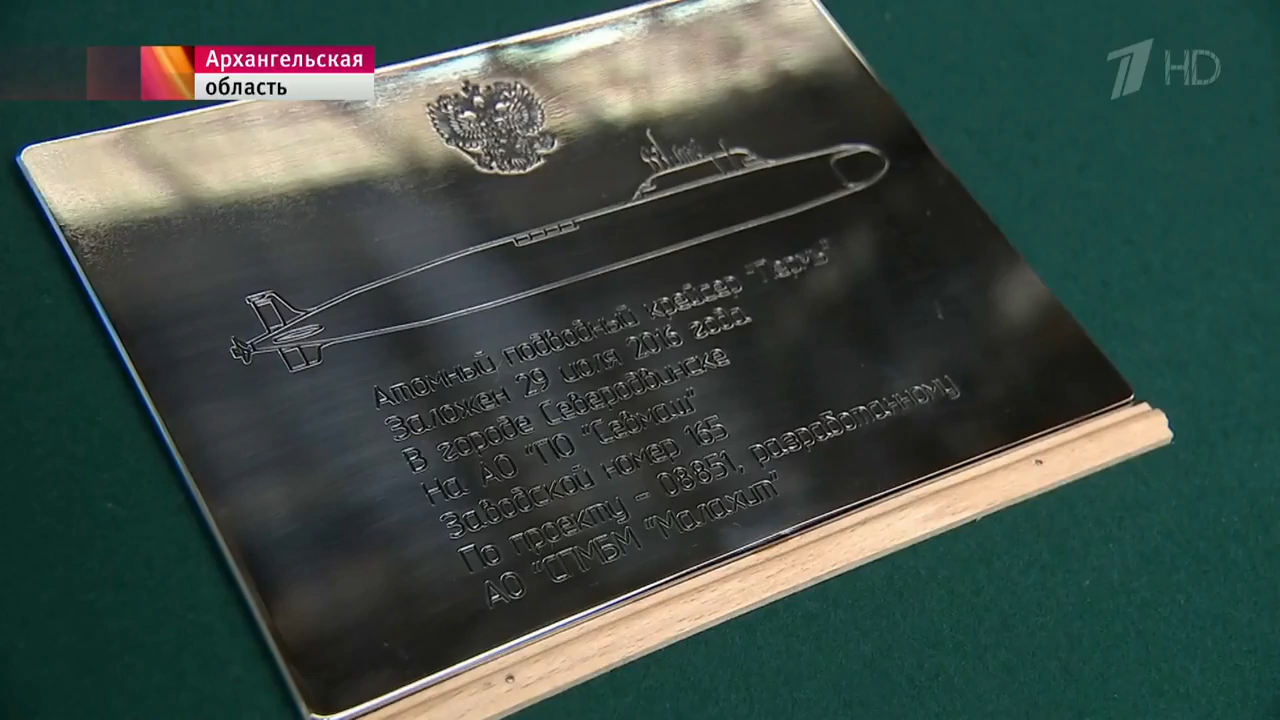 Архангельская
область
1 HD
Атомный подводный крейсер "Пермь"
Заложен 29 июля 2016 года
В городе Северодвинске
На АО "ПО "Севмаш"
Заводской номер 165
По проекту - 08851, разработанному
АО "СПМБМ "Малахит"